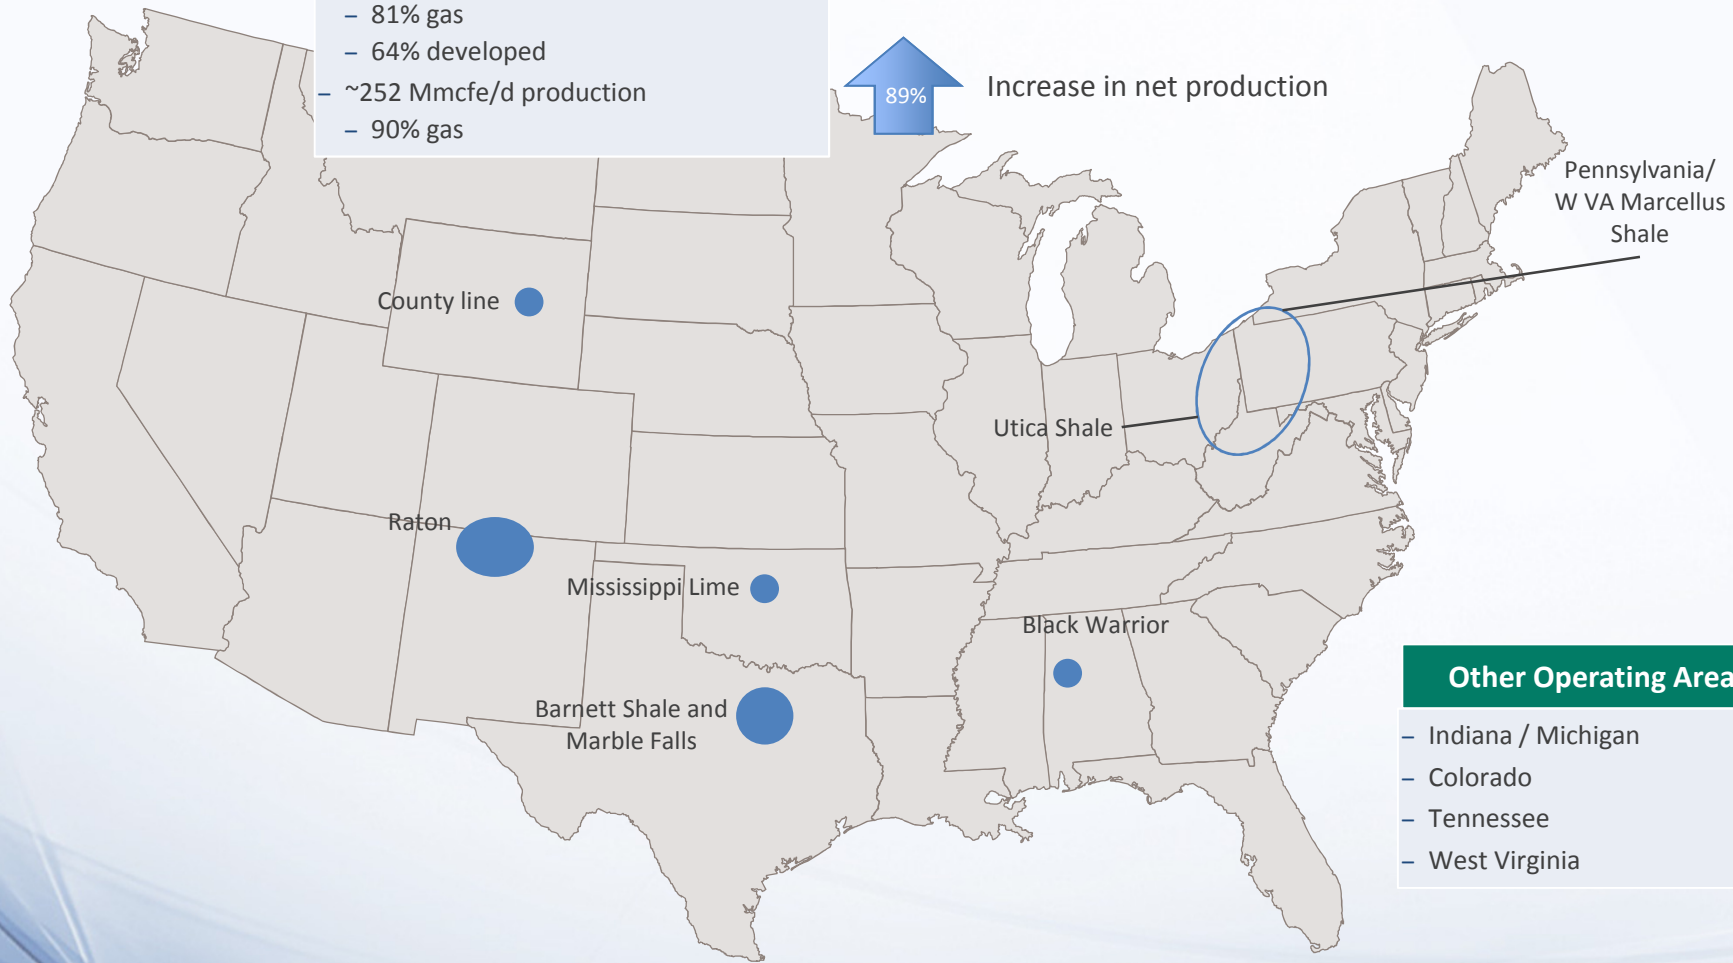 – 81% gas
– 64% developed
– ~252 Mmcfe/d production
– 90% gas
89%
Increase in net production
Pennsylvania/
W VA Marcellus
Shale
County line
Utica Shale
Raton
Mississippi Lime
Black Warrior
Barnett Shale and
Marble Falls
Other Operating Area
– Indiana / Michigan
– Colorado
– Tennessee
– West Virginia